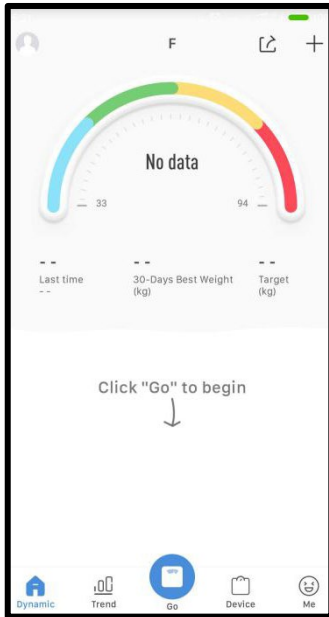 F
No data
33
94
-- -- --
Last time 30-Days Best Weight Target
-- (kg) (kg)
Click "Go" to begin
Dynamic Trend Go Device Me